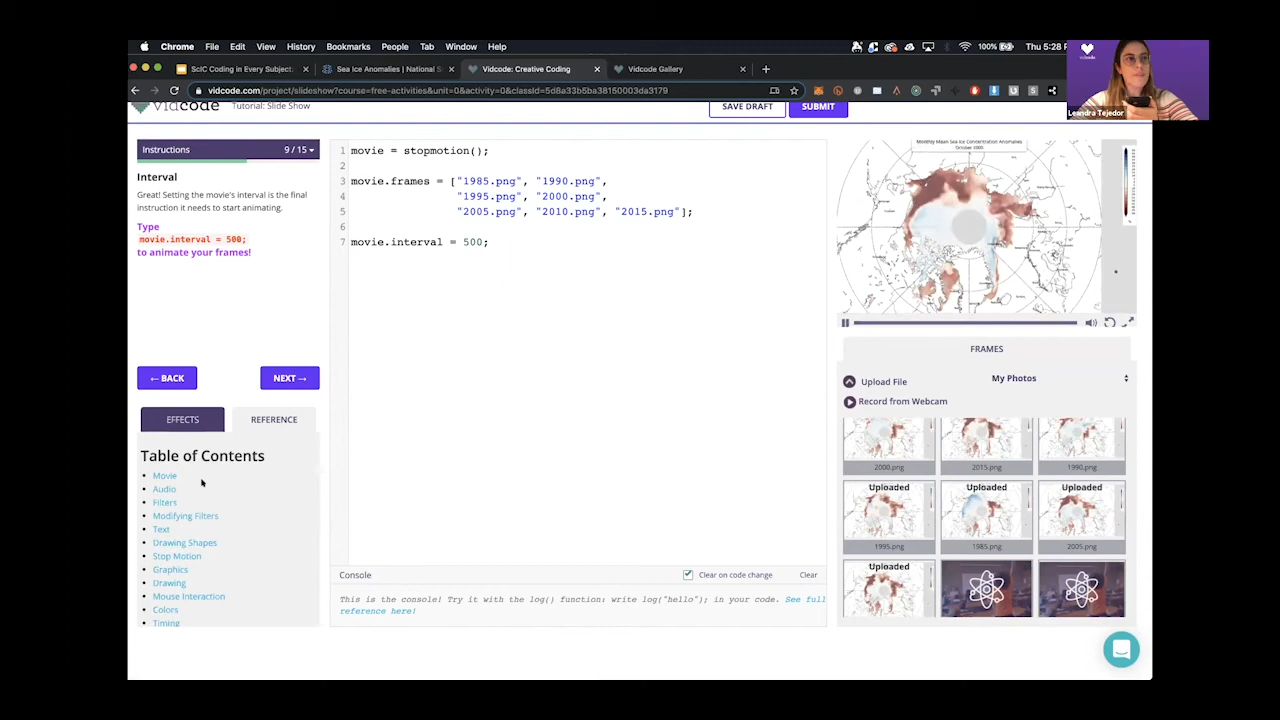 Chrome File Edit View History Bookmarks People Tab Window Help
100% Thu 5:28 P
ScIC Coding in Every Subject:
Sea Ice Anomalies | National
Vidcode: Creative Coding
Vidcode Gallery
vidcode.com/project/slideshow?course=free-activities&unit=0&activity=0&classid=5d8a33b5ba38150003da3179
vidcode
Leandra Tejedor
vidcode Tutorial: Slide Show
SAVE DRAFT
SUBMIT
Instructions 9 / 15
Interval
Great! Setting the movie's interval is the final
instruction it needs to start animating.
Type
movie.interval = 500;
to animate your frames!
← BACK
NEXT →
EFFECTS
REFERENCE
Table of Contents
Movie
Audio
Filters
Modifying Filters
Text
Drawing Shapes
Stop Motion
Graphics
Drawing
Mouse Interaction
Colors
Timing
1 movie = stopmotion();
2
3 movie.frames = ["1985.png", "1990.png",
4 "1995.png", "2000.png",
5 "2005.png", "2010.png", "2015.png"];
6
7 movie.interval = 500;
Console
Clear on code change
Clear
This is the console! Try it with the log() function: write log("hello"); in your code. See full
reference here!
Monthly Mean Sea Ice Concentration Anomalies
October 2005
FRAMES
Upload File
My Photos
Record from Webcam
2000.png
2015.png
1990.png
Uploaded
Uploaded
Uploaded
1995.png
1985.png
2005.png
Uploaded